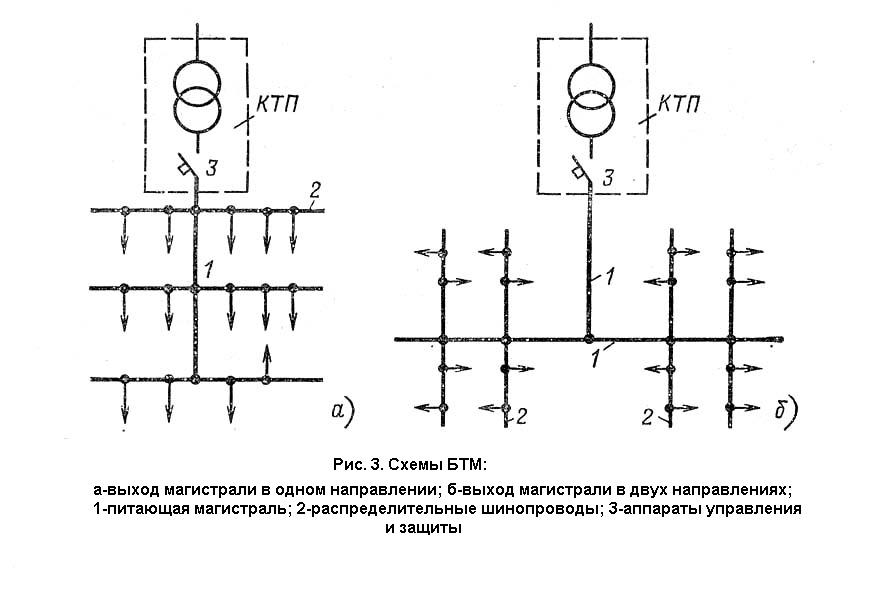 КТП
КТП
3
3
2
1
1
1
2
2
а)
б)
Рис. 3. Схемы БТМ:
а-выход магистрали в одном направлении; б-выход магистрали в двух направлениях;
1-питающая магистраль; 2-распределительные шинопроводы; 3-аппараты управления
и защиты